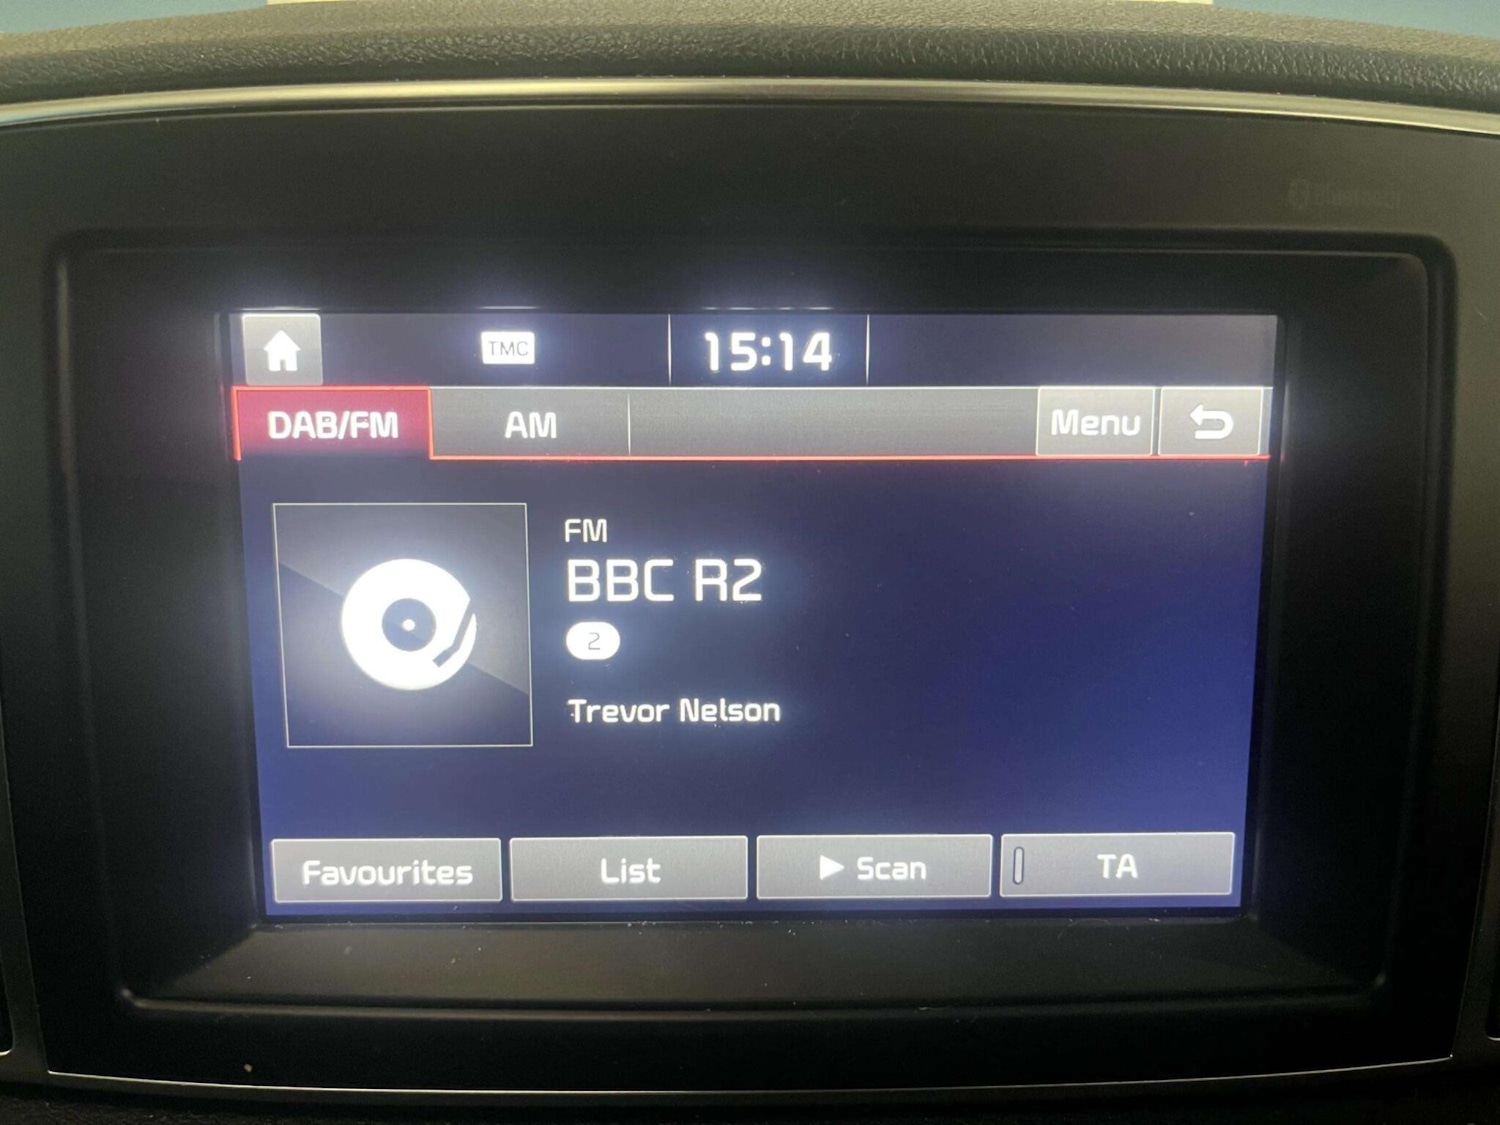 TMC
15:14
DAB/FM AM Menu
FM
BBC R2
2
Trevor Nelson
Favourites List Scan TA